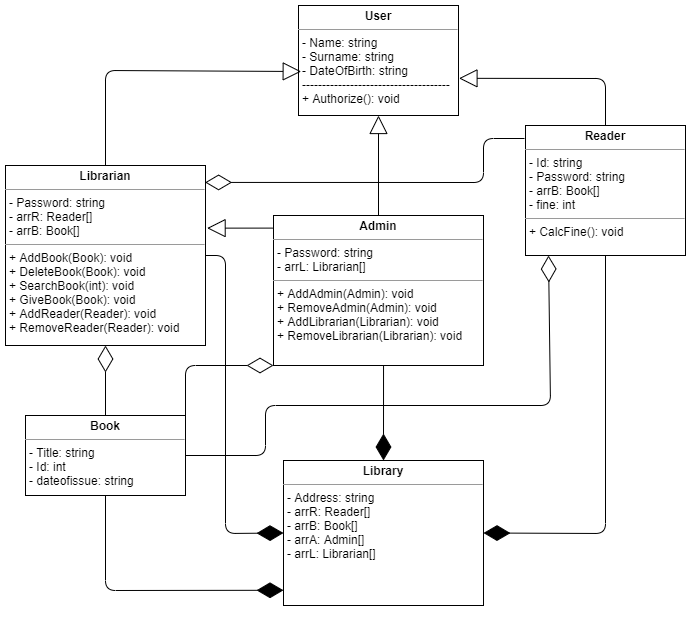 User
- Name: string
- Surname: string
- DateOfBirth: string
------------------------------------
+ Authorize(): void
Reader
- Id: string
- Password: string
- arrB: Book[]
- fine: int
+ CalcFine(): void
Librarian
- Password: string
- arrR: Reader[]
- arrB: Book[]
+ AddBook(Book): void
+ DeleteBook(Book): void
+ SearchBook(int): void
+ GiveBook(Book): void
+ AddReader(Reader): void
+ RemoveReader(Reader): void
Admin
- Password: string
- arrL: Librarian[]
+ AddAdmin(Admin): void
+ RemoveAdmin(Admin): void
+ AddLibrarian(Librarian): void
+ RemoveLibrarian(Librarian): void
Book
- Title: string
- Id: int
- dateofissue: string
Library
- Address: string
- arrR: Reader[]
- arrB: Book[]
- arrA: Admin[]
- arrL: Librarian[]